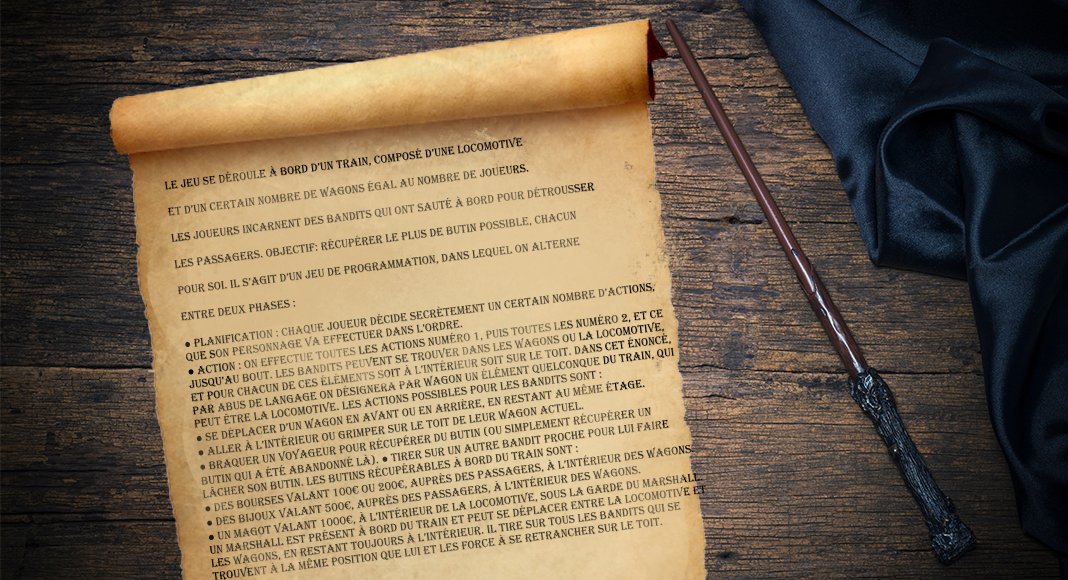 LE JEU SE DÉROULE À BORD D'UN TRAIN, COMPOSÉ D'UNE LOCOMOTIVE
ET D'UN CERTAIN NOMBRE DE WAGONS ÉGAL AU NOMBRE DE JOUEURS.
LES JOUEURS INCARNENT DES BANDITS QUI ONT SAUTÉ À BORD POUR DÉTROUSSER
LES PASSAGERS. OBJECTIF: RÉCUPÉRER LE PLUS DE BUTIN POSSIBLE, CHACUN
POUR SOI. IL S'AGIT D'UN JEU DE PROGRAMMATION, DANS LEQUEL ON ALTERNE
ENTRE DEUX PHASES :
● PLANIFICATION : CHAQUE JOUEUR DÉCIDE SECRÈTEMENT UN CERTAIN NOMBRE D'ACTIONS,
QUE SON PERSONNAGE VA EFFECTUER DANS L'ORDRE.
● ACTION : ON EFFECTUE TOUTES LES ACTIONS NUMÉRO 1, PUIS TOUTES LES NUMÉRO 2, ET CE
JUSQU'AU BOUT. LES BANDITS PEUVENT SE TROUVER DANS LES WAGONS OU LA LOCOMOTIVE,
ET POUR CHACUN DE CES ÉLÉMENTS SOIT À L'INTÉRIEUR SOIT SUR LE TOIT. DANS CET ÉNONCÉ,
PAR ABUS DE LANGAGE ON DÉSIGNERA PAR WAGON UN ÉLÉMENT QUELCONQUE DU TRAIN, QUI
PEUT ÊTRE LA LOCOMOTIVE. LES ACTIONS POSSIBLES POUR LES BANDITS SONT :
● SE DÉPLACER D'UN WAGON EN AVANT OU EN ARRIÈRE, EN RESTANT AU MÊME ÉTAGE.
● ALLER À L'INTÉRIEUR OU GRIMPER SUR LE TOIT DE LEUR WAGON ACTUEL.
● BRAQUER UN VOYAGEUR POUR RÉCUPÉRER DU BUTIN (OU SIMPLEMENT RÉCUPÉRER UN
BUTIN QUI A ÉTÉ ABANDONNÉ LÀ). ● TIRER SUR UN AUTRE BANDIT PROCHE POUR LUI FAIRE
LÂCHER SON BUTIN. LES BUTINS RÉCUPÉRABLES À BORD DU TRAIN SONT :
● DES BOURSES VALANT 100€ OU 200€, AUPRÈS DES PASSAGERS, À L'INTÉRIEUR DES WAGONS
● DES BIJOUX VALANT 500€, AUPRÈS DES PASSAGERS, À L'INTÉRIEUR DES WAGONS.
● UN MAGOT VALANT 1000€, À L'INTÉRIEUR DE LA LOCOMOTIVE, SOUS LA GARDE DU MARSHALL.
UN MARSHALL EST PRÉSENT À BORD DU TRAIN ET PEUT SE DÉPLACER ENTRE LA LOCOMOTIVE ET
LES WAGONS, EN RESTANT TOUJOURS À L'INTÉRIEUR. IL TIRE SUR TOUS LES BANDITS QUI SE
TROUVENT À LA MÊME POSITION QUE LUI ET LES FORCE À SE RETRANCHER SUR LE TOIT.